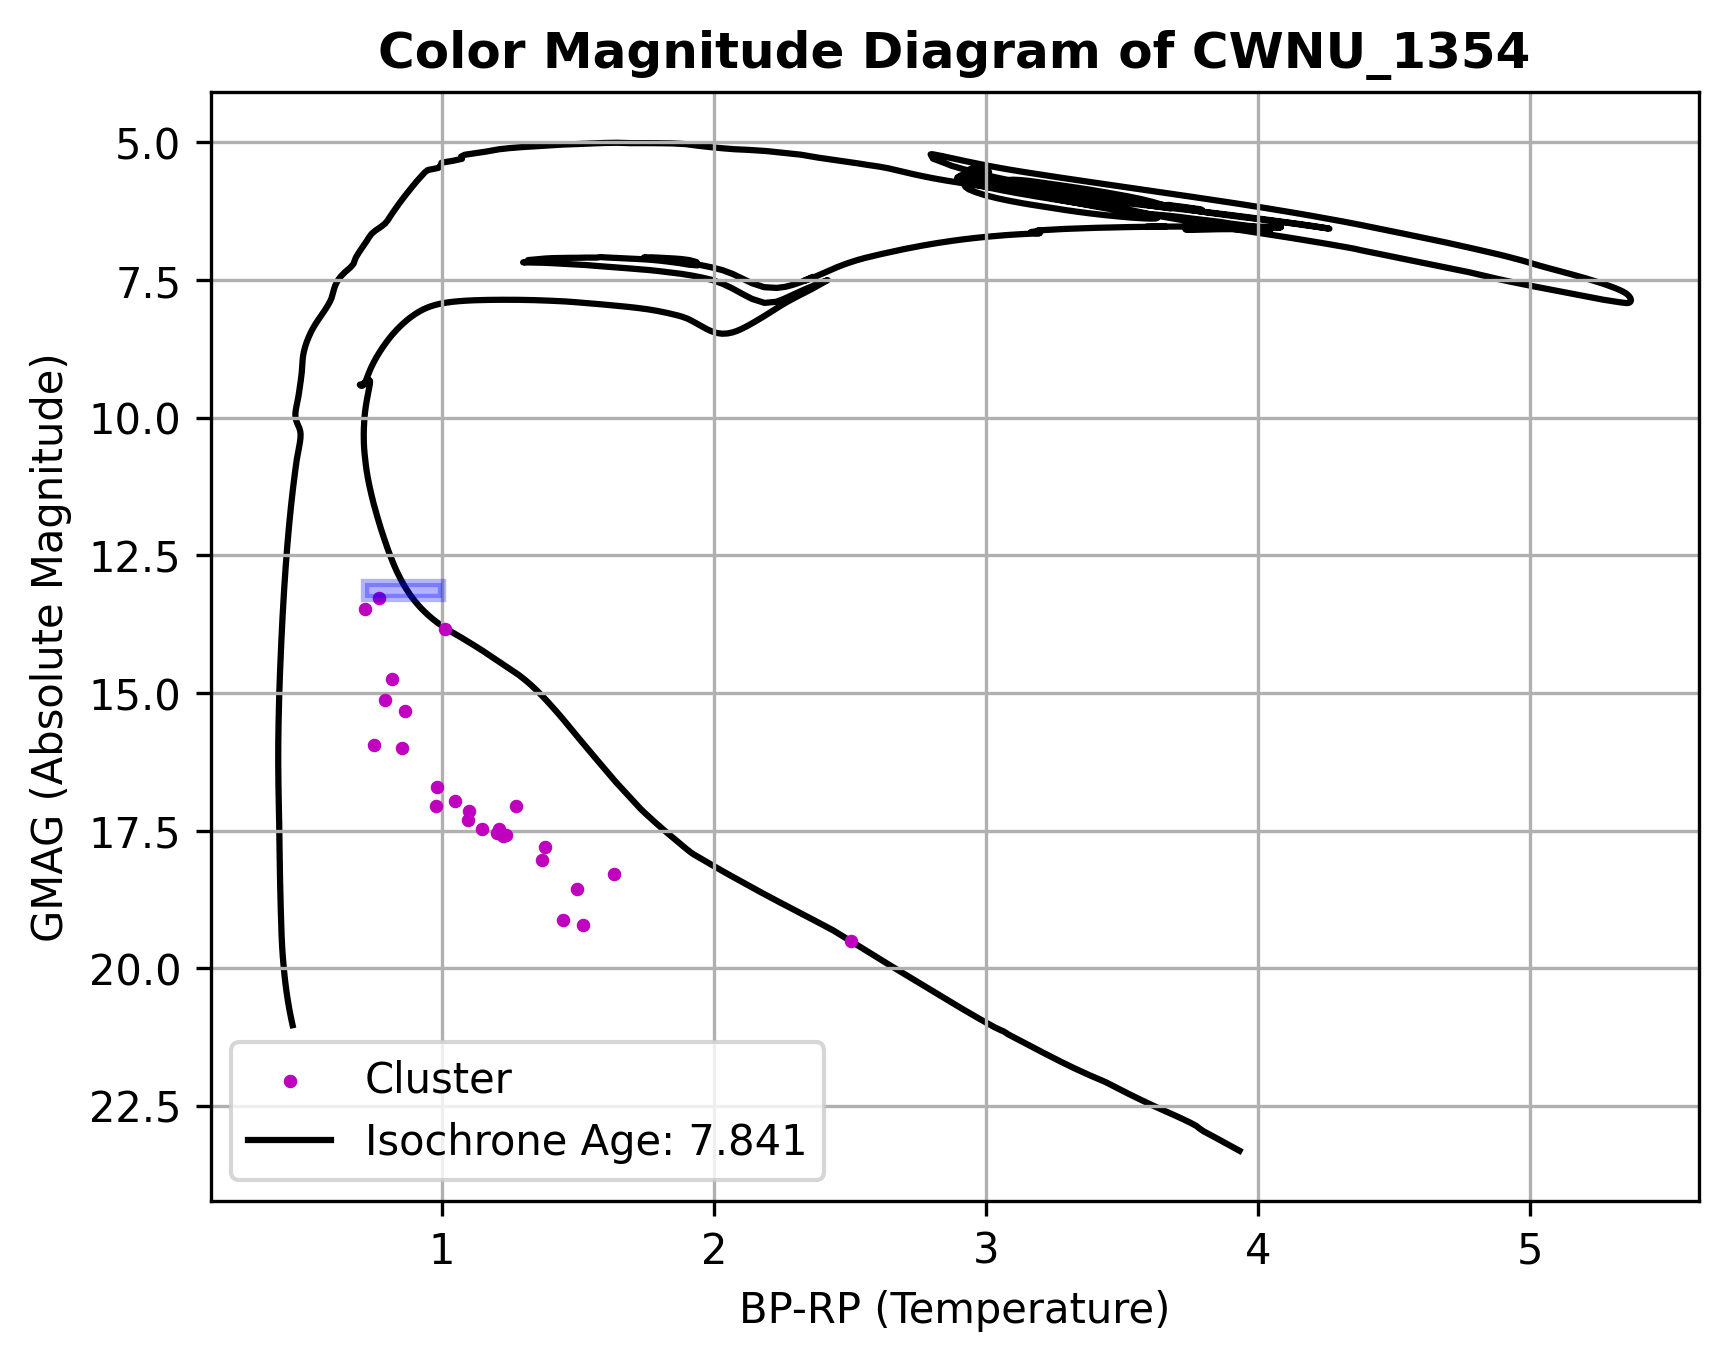 Color Magnitude Diagram of CWNU_1354
GMAG (Absolute Magnitude)
5.0
7.5
10.0
12.5
15.0
17.5
20.0
22.5
Cluster
Isochrone Age: 7.841
1 2 3 4 5
BP-RP (Temperature)